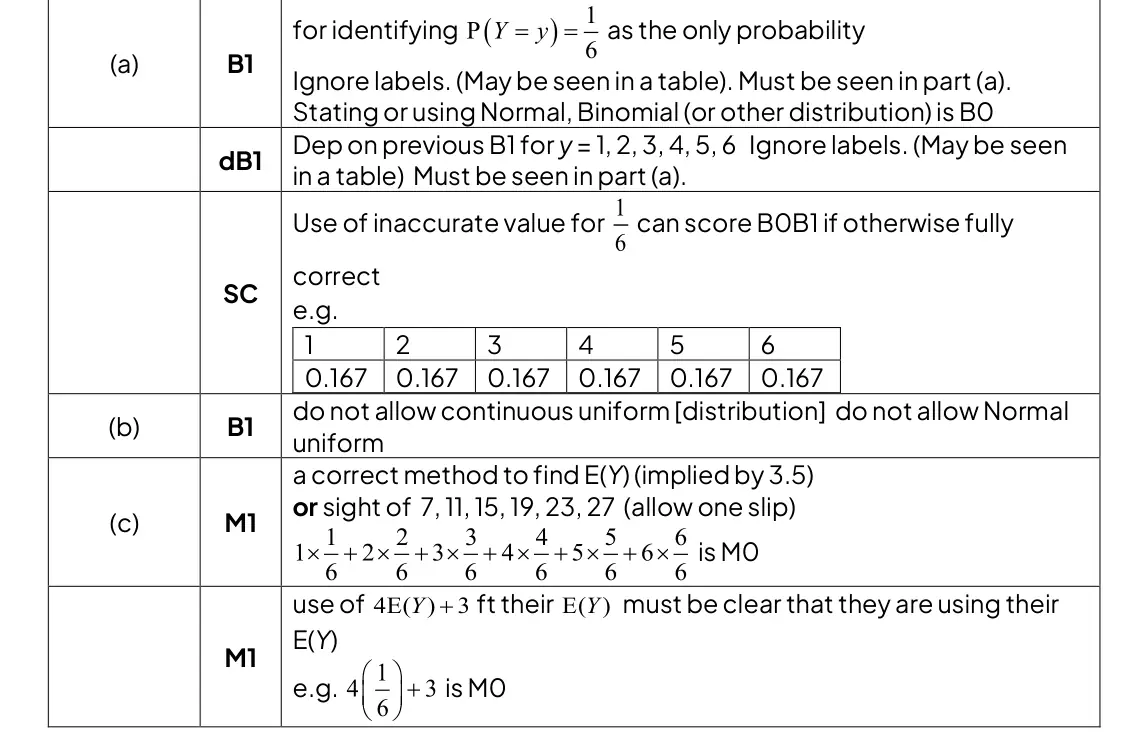 for identifying P(Y = y) = 1/6 as the only probability
(a) B1
Ignore labels. (May be seen in a table). Must be seen in part (a).
Stating or using Normal, Binomial (or other distribution) is B0
dB1 Dep on previous B1 for y = 1, 2, 3, 4, 5, 6 Ignore labels. (May be seen
in a table) Must be seen in part (a).
Use of inaccurate value for 1/6 can score B0B1 if otherwise fully
correct
SC
e.g.
1 2 3 4 5 6
0.167 0.167 0.167 0.167 0.167 0.167
(b) B1 do not allow continuous uniform [distribution] do not allow Normal
uniform
a correct method to find E(Y) (implied by 3.5)
(c) M1 or sight of 7, 11, 15, 19, 23, 27 (allow one slip)
1×1/6+2×2/6+3×3/6+4×4/6+5×5/6+6×6/6 is M0
use of 4E(Y)+3 ft their E(Y) must be clear that they are using their
E(Y)
M1
e.g. 4(1/6)+3 is M0